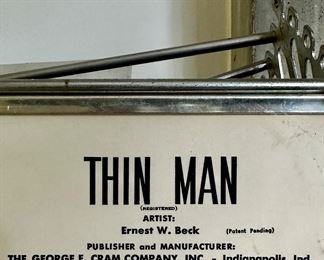 THIN MAN
(REGISTERED)
ARTIST:
Ernest W. Beck (Patent Pending)
PUBLISHER and MANUFACTURER:
THE GEORGE F. CRAM COMPANY, INC. - Indianapolis, Ind.